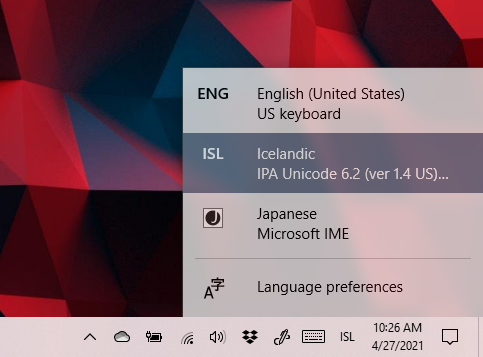 ENG English (United States)
US keyboard
ISL Icelandic
IPA Unicode 6.2 (ver 1.4 US)...
Japanese
Microsoft IME
A字 Language preferences
ISL 10:26 AM
4/27/2021